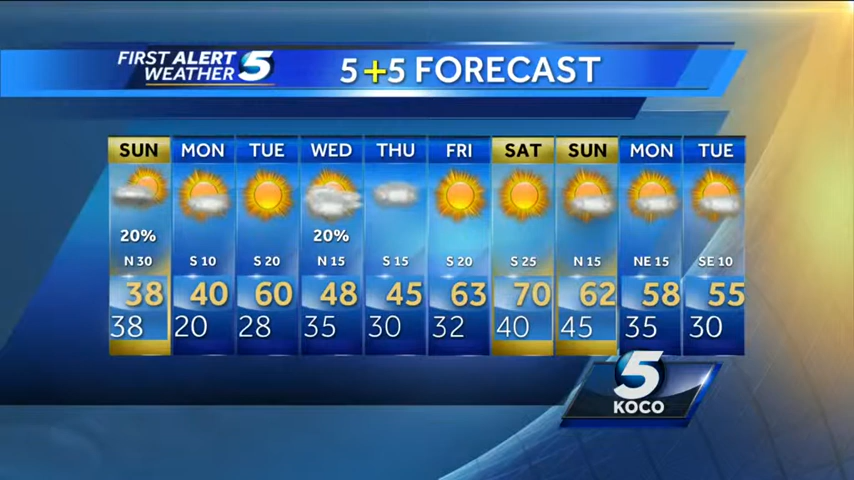 FIRST ALERT
WEATHER 5
5+5 FORECAST
SUN MON TUE WED THU FRI SAT SUN MON TUE
20% 20%
N 30 S 10 S 20 N 15 S 15 S 20 S 25 N 15 NE 15 SE 10
38 40 60 48 45 63 70 62 58 55
38 20 28 35 30 32 40 45 35 30
5
KOCO